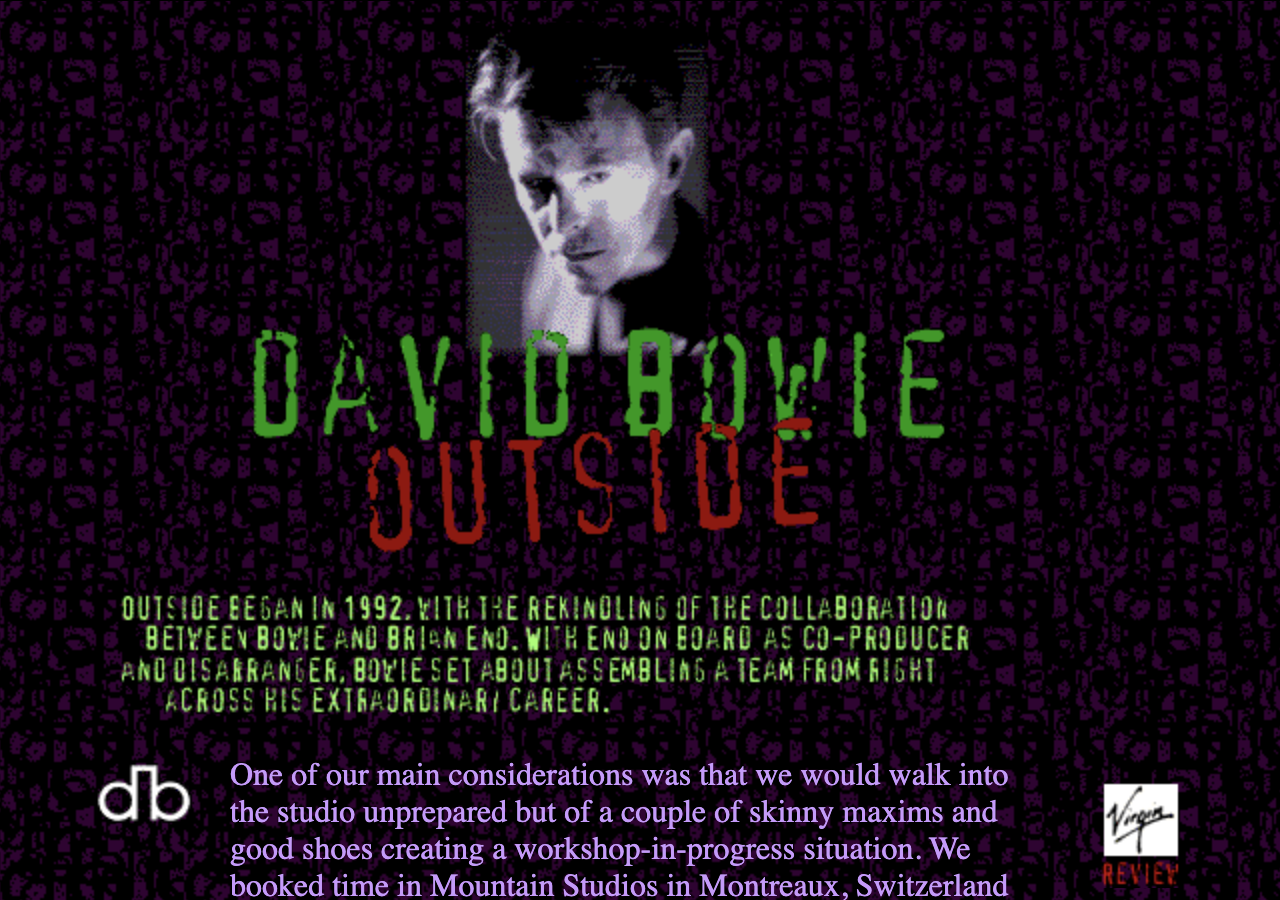 DAVID BOWIE
OUTSIDE
OUTSIDE BEGAN IN 1992, WITH THE REKINDLING OF THE COLLABORATION
BETWEEN BOWIE AND BRIAN ENO. WITH ENO ON BOARD AS CO-PRODUCER
AND DISARRANGER, BOWIE SET ABOUT ASSEMBLING A TEAM FROM RIGHT
ACROSS HIS EXTRAORDINARY CAREER.
db
One of our main considerations was that we would walk into
the studio unprepared but of a couple of skinny maxims and
good shoes creating a workshop-in-progress situation. We
booked time in Mountain Studios in Montreaux, Switzerland
Virgin
REVIEW